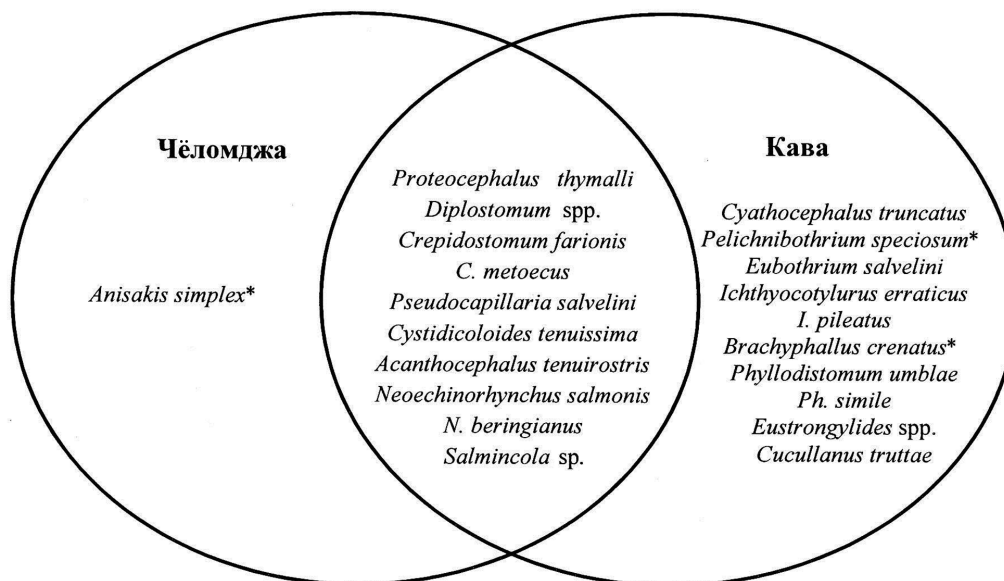 Чёломджа
Anisakis simplex*
Proteocephalus thymalli
Diplostomum spp.
Crepidostomum farionis
C. metoecus
Pseudocapillaria salvelini
Cystidicoloides tenuissima
Acanthocephalus tenuirostris
Neoechinorhynchus salmonis
N. beringianus
Salmincola sp.
Кава
Cyathocephalus truncatus
Pelichnibothrium speciosum*
Eubothrium salvelini
Ichthyocotylurus erraticus
I. pileatus
Brachyphallus crenatus*
Phyllodistomum umblae
Ph. simile
Eustrongylides spp.
Cucullanus truttae